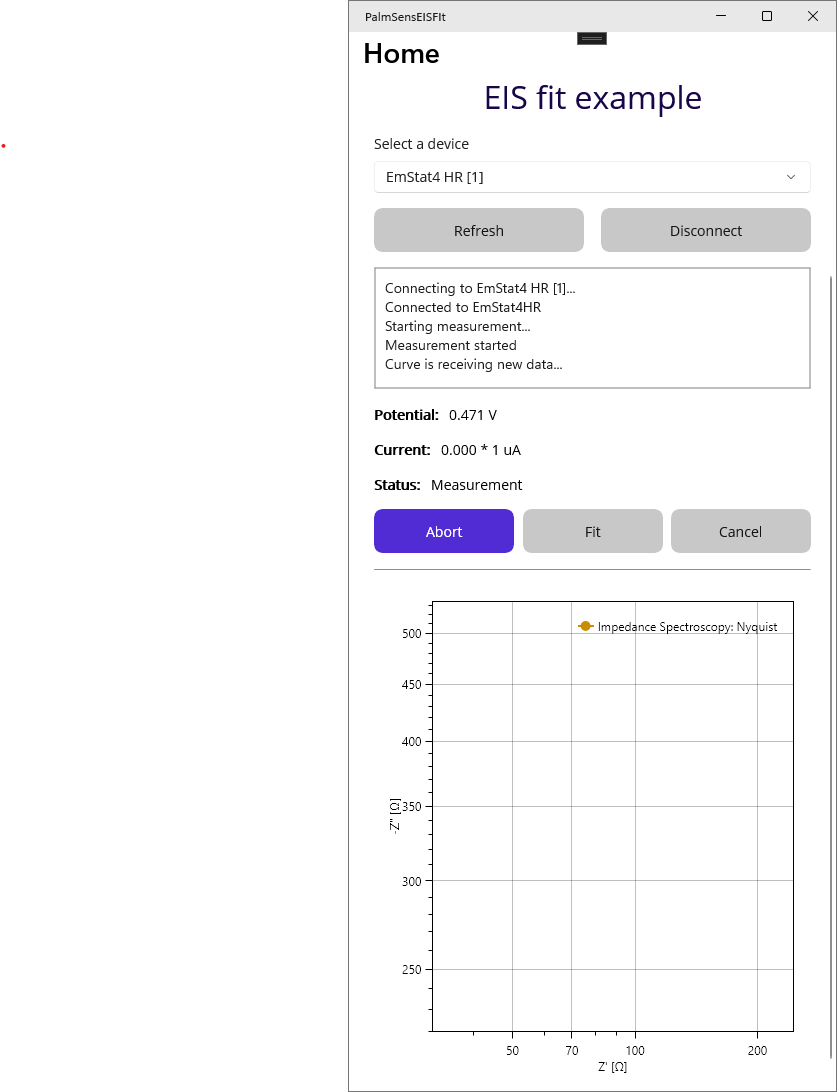 PalmSensEISFIt
Home
EIS fit example
Select a device
EmStat4 HR [1]
Refresh
Disconnect
Connecting to EmStat4 HR [1]...
Connected to EmStat4HR
Starting measurement...
Measurement started
Curve is receiving new data...
Potential: 0.471 V
Current: 0.000 * 1 uA
Status: Measurement
Abort
Fit
Cancel
Impedance Spectroscopy: Nyquist
500
450
400
350
300
250
-Z'' [Ω]
50
70
100
200
Z' [Ω]